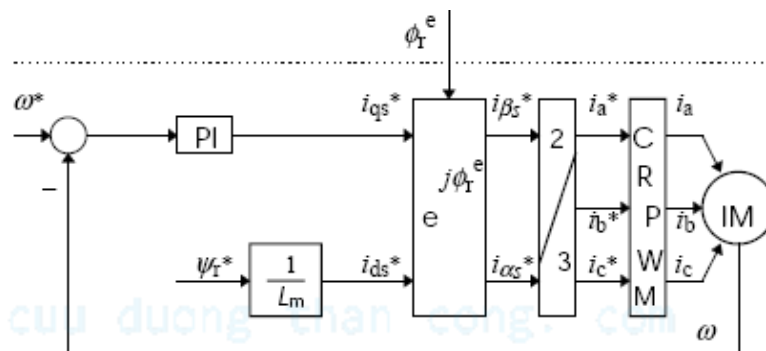 ϕr^e
ω*
−
PI
iqs*
ψr*
1
Lm
ids*
e
jϕr^e
iβs*
iαs*
2
3
ia*
ib*
ic*
CRPWM
ia
ib
ic
IM
ω
cuu duong than cong. com